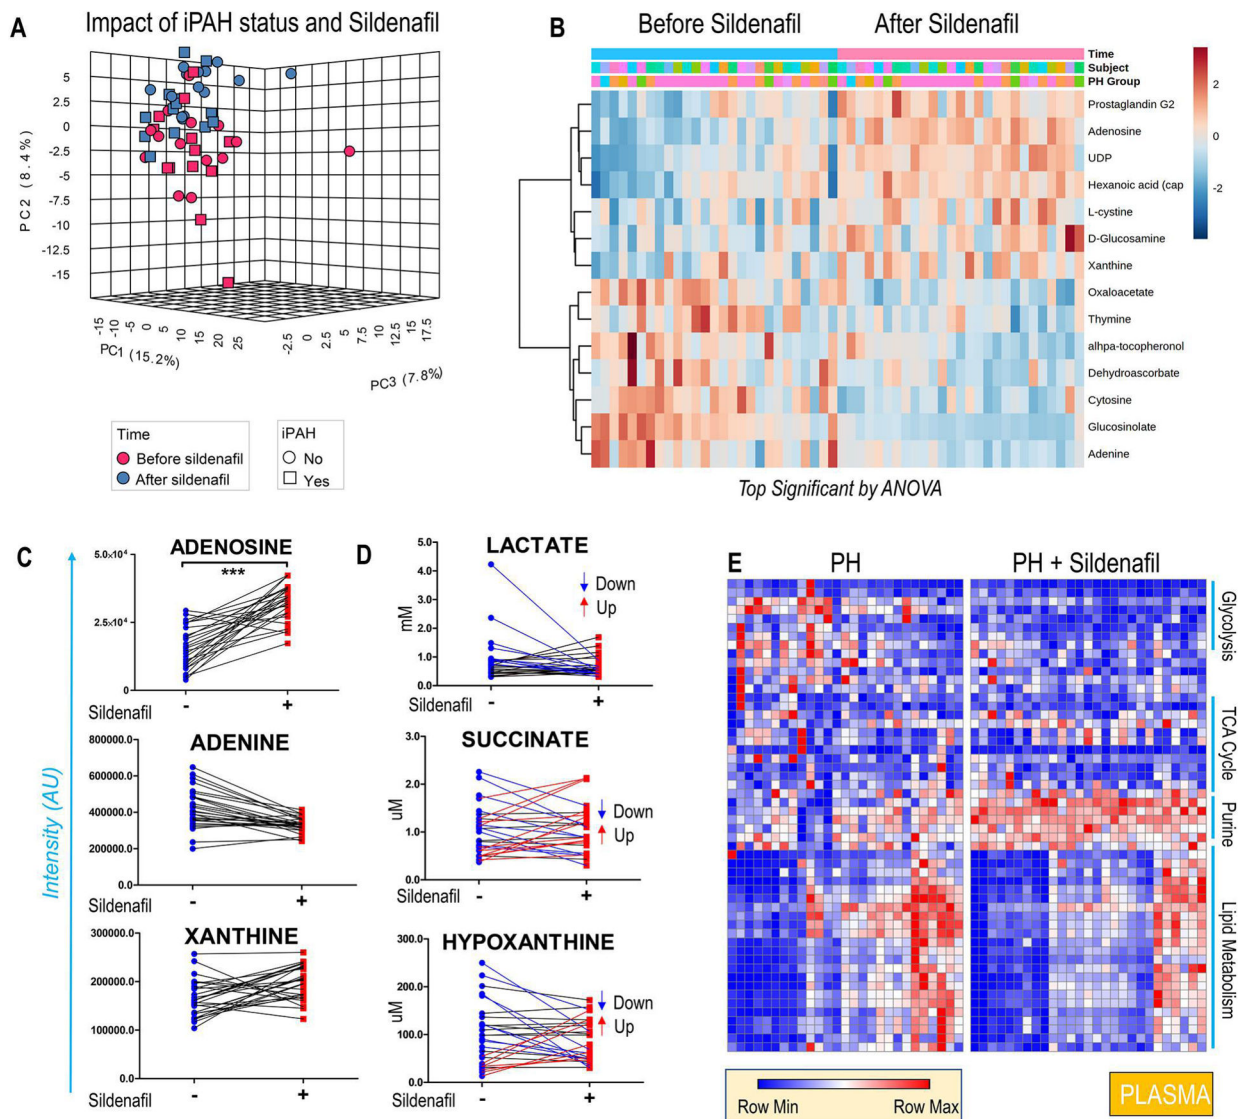 A
Impact of iPAH status and Sildenafil
PC2 (8.4%)
5
2.5
0
-2.5
-5
-7.5
-10
-12.5
-15
-15
-10
-5
0
5
10
15
20
25
PC1 (15.2%)
-2.5
0
2.5
5
7.5
10
12.5
15
17.5
PC3 (7.8%)
Time
Before sildenafil
After sildenafil
iPAH
No
Yes
B
Before Sildenafil
After Sildenafil
Time
Subject
PH Group
Prostaglandin G2
Adenosine
UDP
Hexanoic acid (cap
L-cystine
D-Glucosamine
Xanthine
Oxaloacetate
Thymine
alhpa-tocopheronol
Dehydroascorbate
Cytosine
Glucosinolate
Adenine
2
0
-2
Top Significant by ANOVA
C
Intensity (AU)
ADENOSINE
***
5.0×10⁴
2.5×10⁴
0
Sildenafil - +
ADENINE
800000.0
600000.0
400000.0
200000.0
0.0
Sildenafil - +
XANTHINE
300000.0
200000.0
100000.0
0.0
Sildenafil - +
D
LACTATE
mM
5.0
4.0
3.0
2.0
1.0
0.0
Down
Up
Sildenafil - +
SUCCINATE
uM
3.0
2.0
1.0
0.0
Down
Up
Sildenafil - +
HYPOXANTHINE
uM
300.0
200.0
100.0
0.0
Down
Up
Sildenafil - +
E
PH
PH + Sildenafil
Glycolysis
TCA Cycle
Purine
Lipid Metabolism
Row Min
Row Max
PLASMA